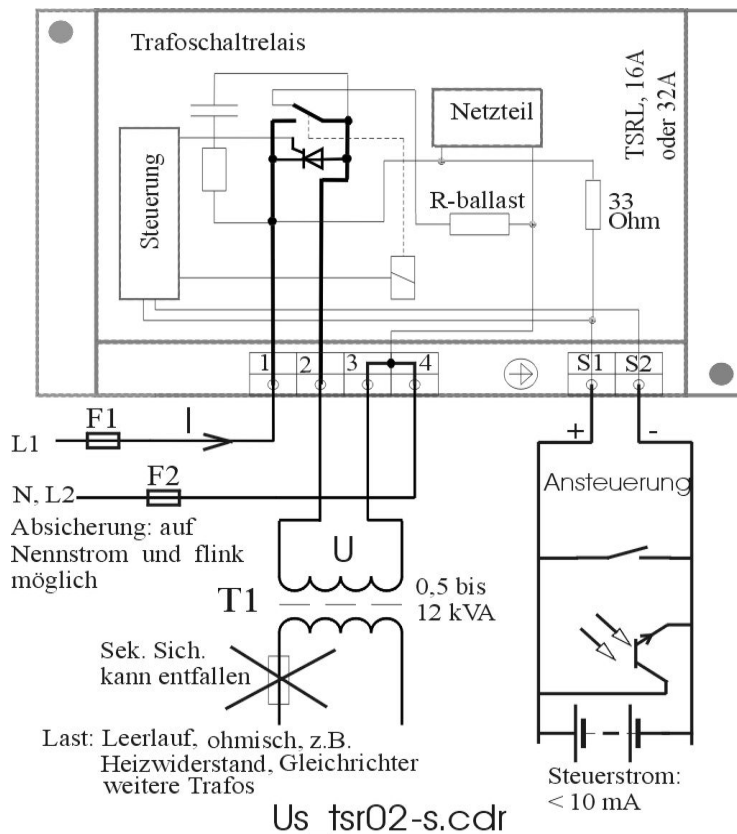 Trafoschaltrelais
TSRL, 16A
oder 32A
Netzteil
Steuerung
R-ballast
33
Ohm
1
2
3
4
S1
S2
F1
I
L1
+
-
F2
N, L2
Ansteuerung
Absicherung: auf
Nennstrom und flink
möglich
U
T1
0,5 bis
12 kVA
Sek. Sich.
kann entfallen
Last: Leerlauf, ohmisch, z.B.
Heizwiderstand, Gleichrichter
weitere Trafos
Steuerstrom:
< 10 mA
Us tsr02-s.cdr